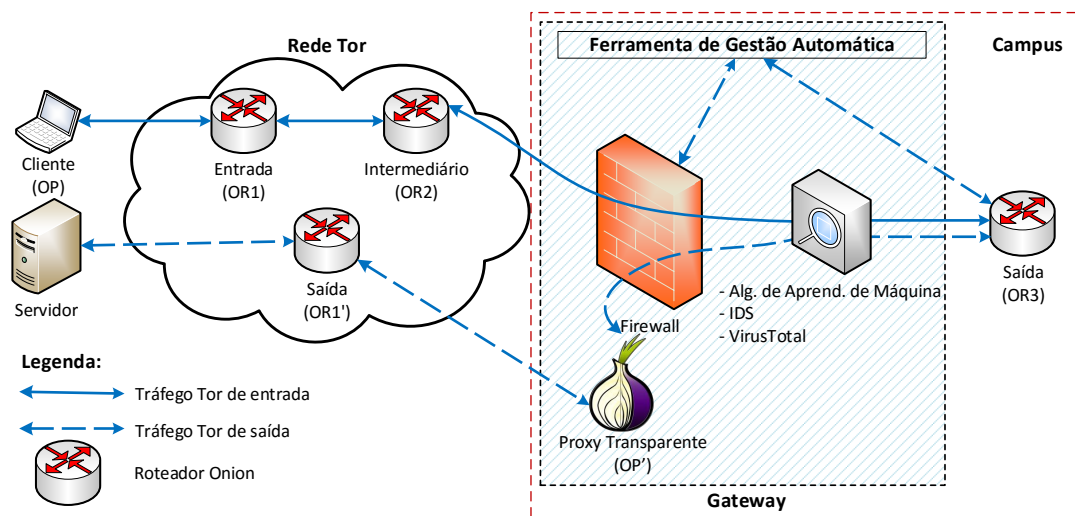 Rede Tor
Ferramenta de Gestão Automática
Campus
Cliente
(OP)
Entrada
(OR1)
Intermediário
(OR2)
Servidor
Saída
(OR1')
Saída
(OR3)
- Alg. de Aprend. de Máquina
- IDS
- VirusTotal
Firewall
Proxy Transparente
(OP’)
Gateway
Legenda:
Tráfego Tor de entrada
Tráfego Tor de saída
Roteador Onion